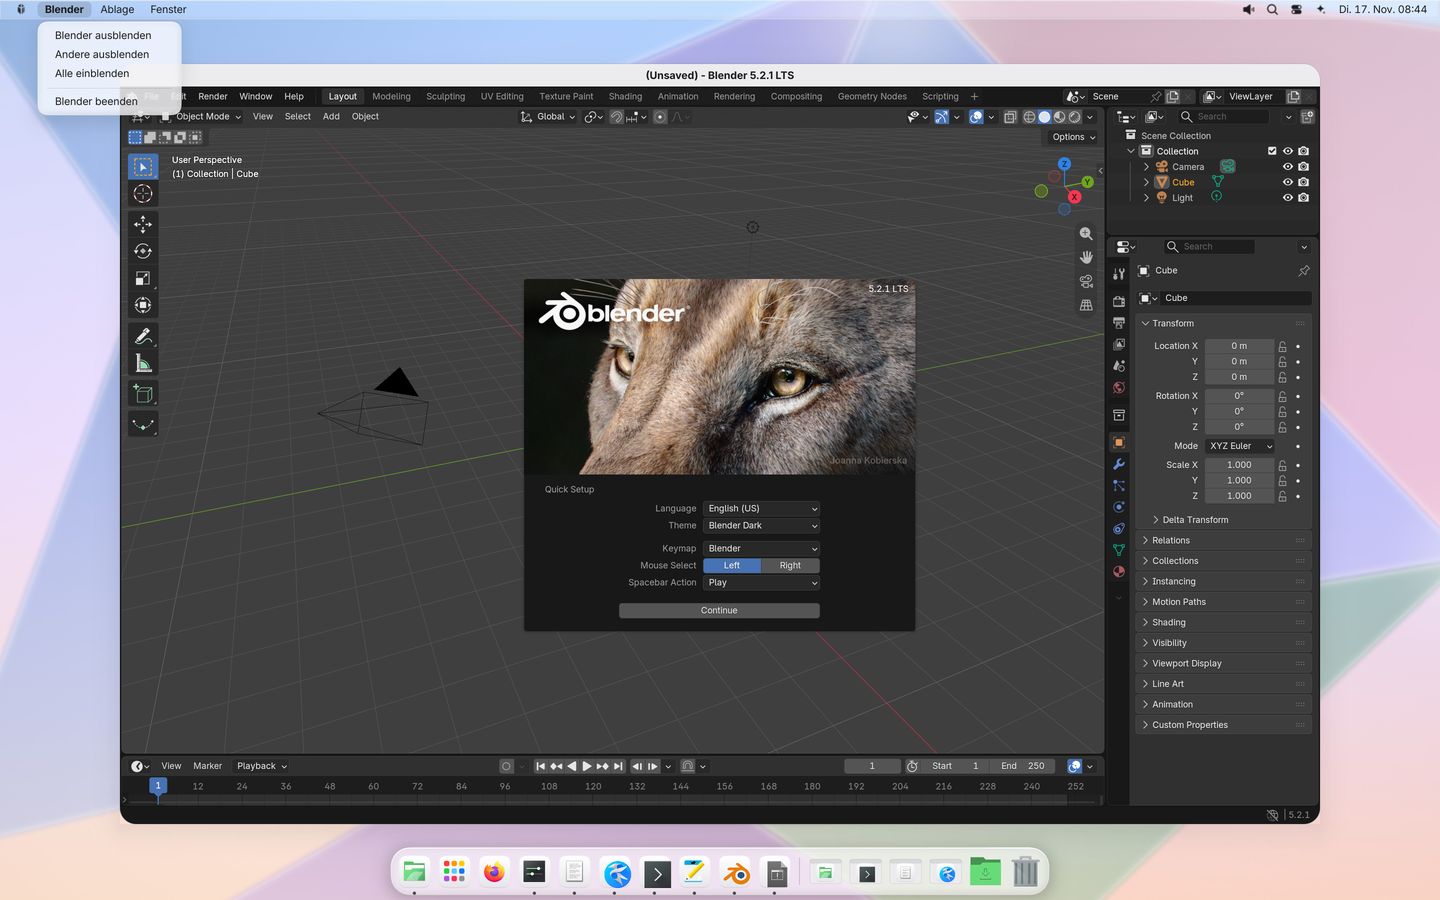 Blender Ablage Fenster
Di. 17. Nov. 08:44
Blender ausblenden
Andere ausblenden
Alle einblenden
Blender beenden
(Unsaved) - Blender 5.2.1 LTS
Render Window Help
Layout Modeling Sculpting UV Editing Texture Paint Shading Animation Rendering Compositing Geometry Nodes Scripting +
Scene
ViewLayer
Object Mode View Select Add Object
Global
Options
User Perspective
(1) Collection | Cube
Z
Y
X
Search
Scene Collection
Collection
Camera
Cube
Light
Search
Cube
Cube
Transform
Location X 0 m
Y 0 m
Z 0 m
Rotation X 0°
Y 0°
Z 0°
Mode XYZ Euler
Scale X 1.000
Y 1.000
Z 1.000
Delta Transform
Relations
Collections
Instancing
Motion Paths
Shading
Visibility
Viewport Display
Line Art
Animation
Custom Properties
5.2.1 LTS
blender
Joanna Kobierska
Quick Setup
Language English (US)
Theme Blender Dark
Keymap Blender
Mouse Select Left Right
Spacebar Action Play
Continue
View Marker Playback
1
Start 1
End 250
1 12 24 36 48 60 72 84 96 108 120 132 144 156 168 180 192 204 216 228 240 252
5.2.1